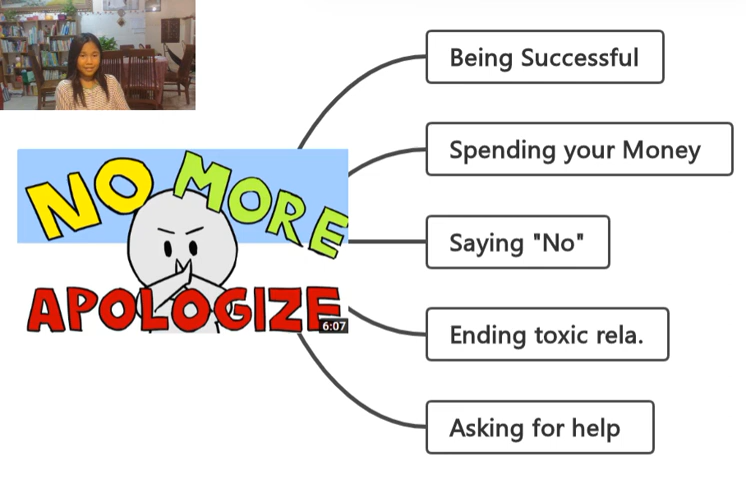 NO MORE
APOLOGIZE
6:07
Being Successful
Spending your Money
Saying "No"
Ending toxic rela.
Asking for help